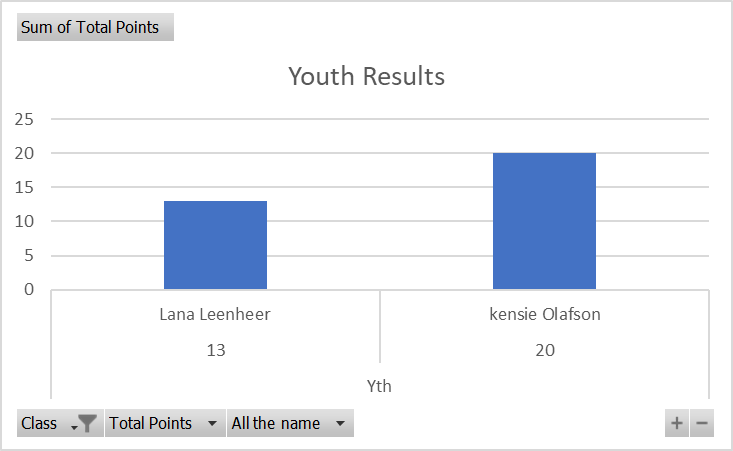 Sum of Total Points
Youth Results
25
20
15
10
5
0
Lana Leenheer kensie Olafson
13 20
Yth
Class Total Points All the name + −